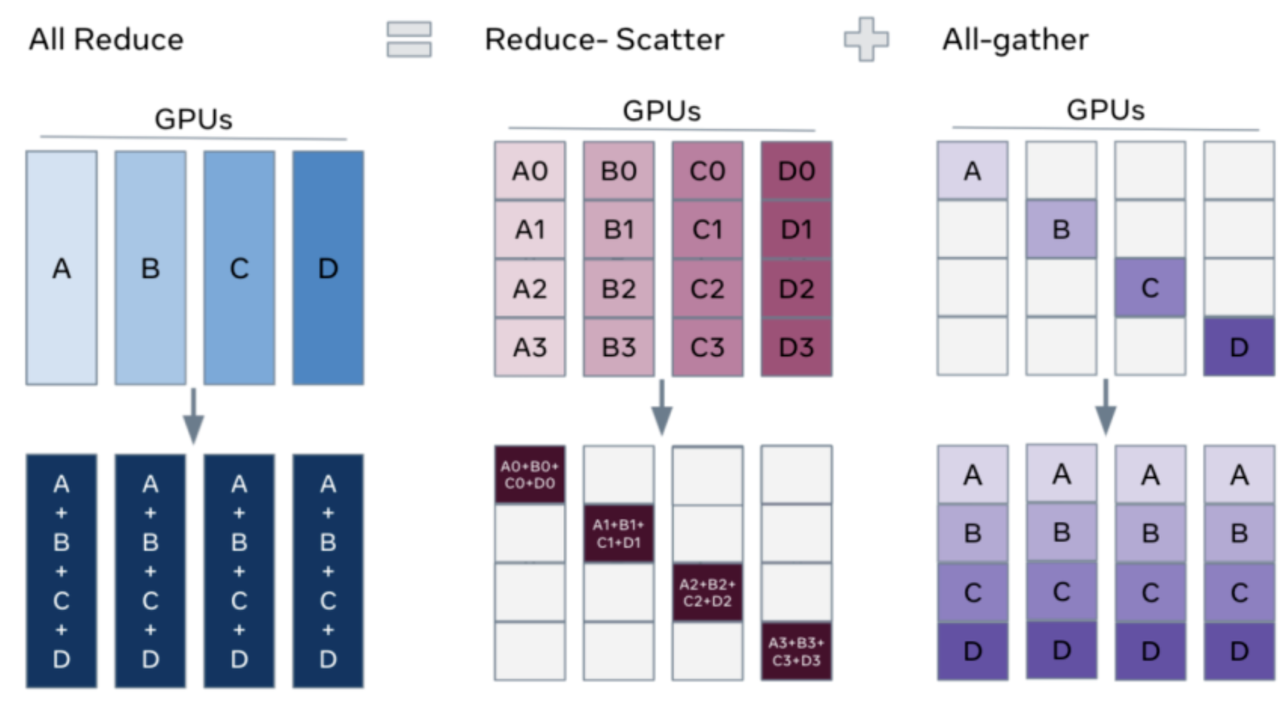 All Reduce
Reduce- Scatter
All-gather
GPUs
A B C D
A A A A
+ + + +
B B B B
+ + + +
C C C C
+ + + +
D D D D
GPUs
A0 B0 C0 D0
A1 B1 C1 D1
A2 B2 C2 D2
A3 B3 C3 D3
A0+B0+
C0+D0
A1+B1+
C1+D1
A2+B2+
C2+D2
A3+B3+
C3+D3
GPUs
A
B
C
D
A A A A
B B B B
C C C C
D D D D